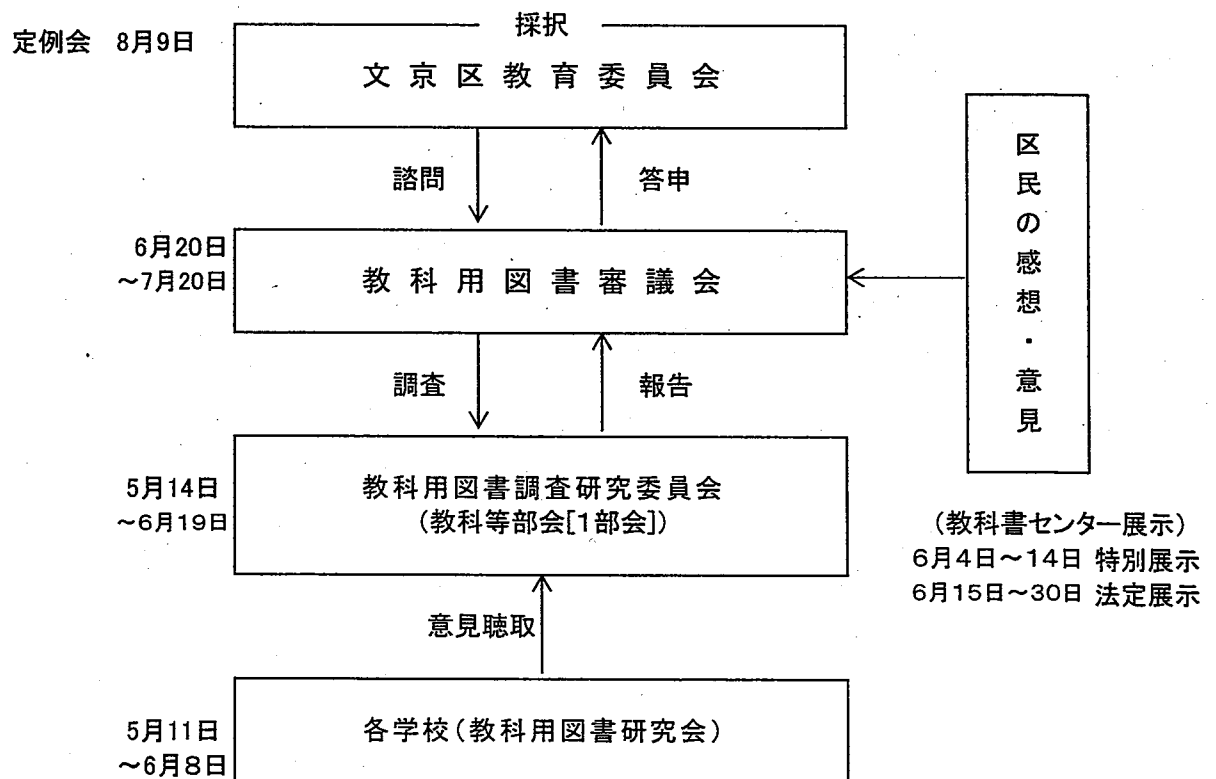 採択
定例会 8月9日
文京区教育委員会
諮問
答申
6月20日
～7月20日
教科用図書審議会
区民の感想・意見
調査
報告
5月14日
～6月19日
教科用図書調査研究委員会
(教科等部会[1部会])
(教科書センター展示)
6月4日～14日 特別展示
6月15日～30日 法定展示
意見聴取
5月11日
～6月8日
各学校(教科用図書研究会)